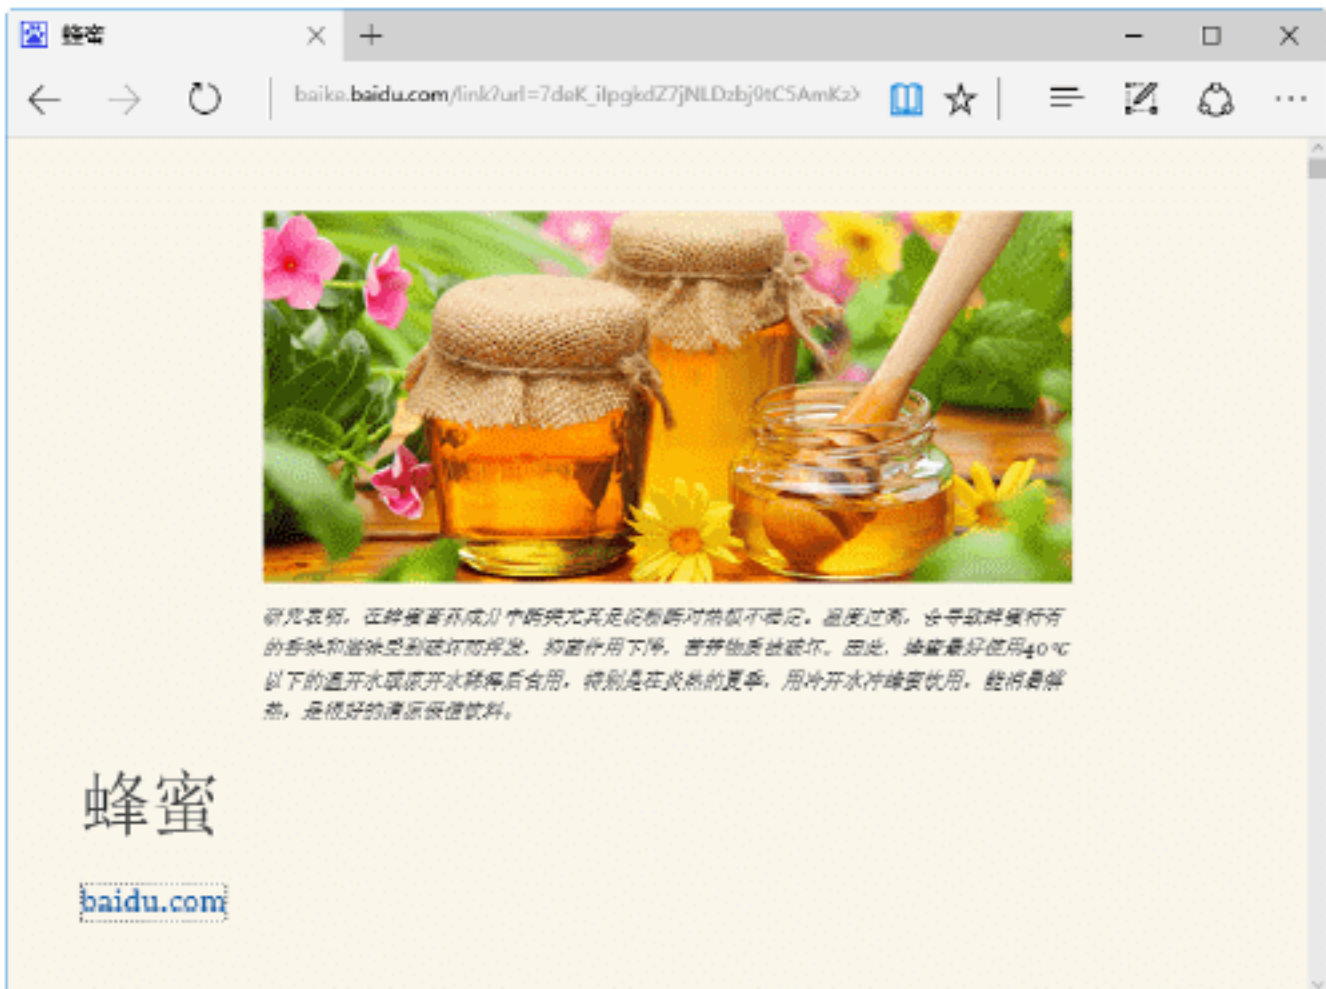 蜂蜜
baike.baidu.com/link?url=7deK_ilpgkdZ7jNLDzbj9tC5AmKzX
研究表明，在蜂蜜营养成分中酶类尤其是淀粉酶对热极不稳定。温度过高，会导致蜂蜜特有
的香味和滋味受到破坏而挥发，抑菌作用下降，营养物质被破坏。因此，蜂蜜最好使用40℃
以下的温开水或凉开水稀释后食用，特别是在炎热的夏季，用冷开水冲蜂蜜饮用，能消暑解
热，是很好的清凉保健饮料。
蜂蜜
baidu.com